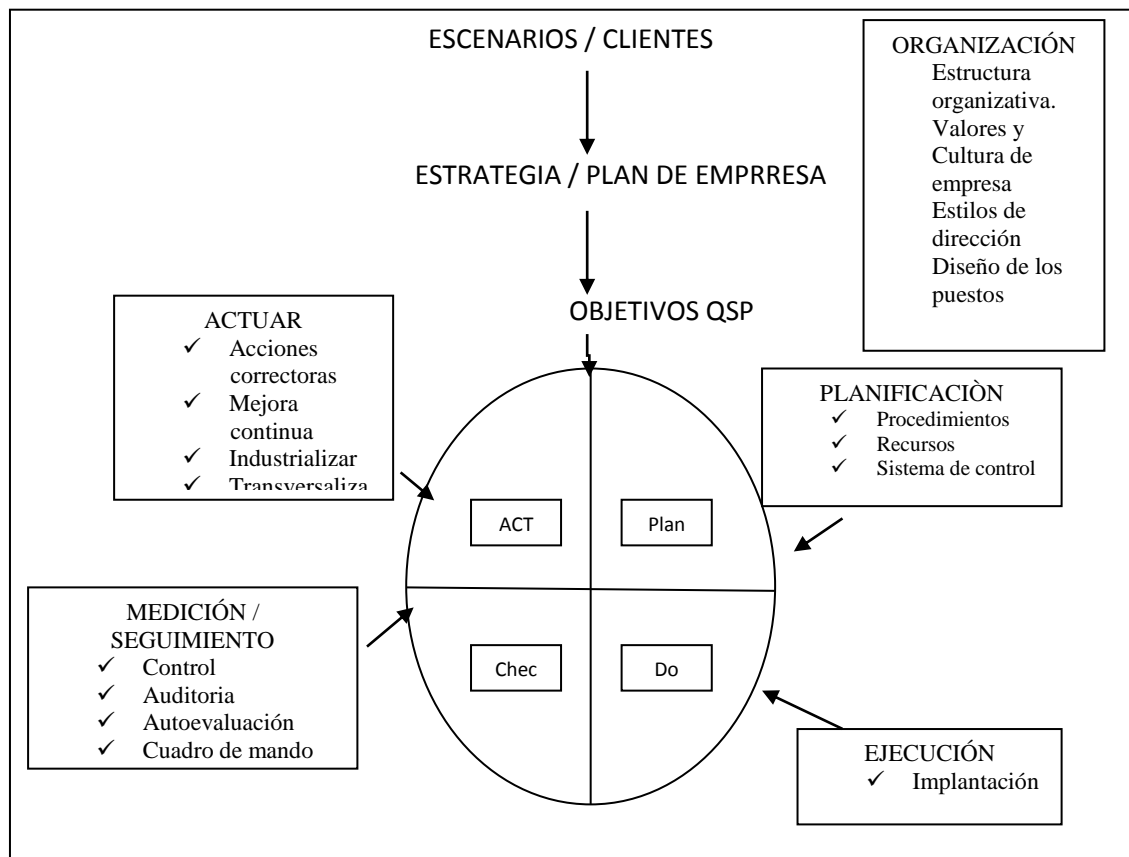 ESCENARIOS / CLIENTES
ESTRATEGIA / PLAN DE EMPRRESA
OBJETIVOS QSP
ORGANIZACIÓN
Estructura
organizativa.
Valores y
Cultura de
empresa
Estilos de
dirección
Diseño de los
puestos
ACTUAR
✓ Acciones
correctoras
✓ Mejora
continua
✓ Industrializar
✓ Transversaliza
PLANIFICACIÒN
✓ Procedimientos
✓ Recursos
✓ Sistema de control
ACT
Plan
MEDICIÓN /
SEGUIMIENTO
✓ Control
✓ Auditoria
✓ Autoevaluación
✓ Cuadro de mando
Chec
Do
EJECUCIÓN
✓ Implantación